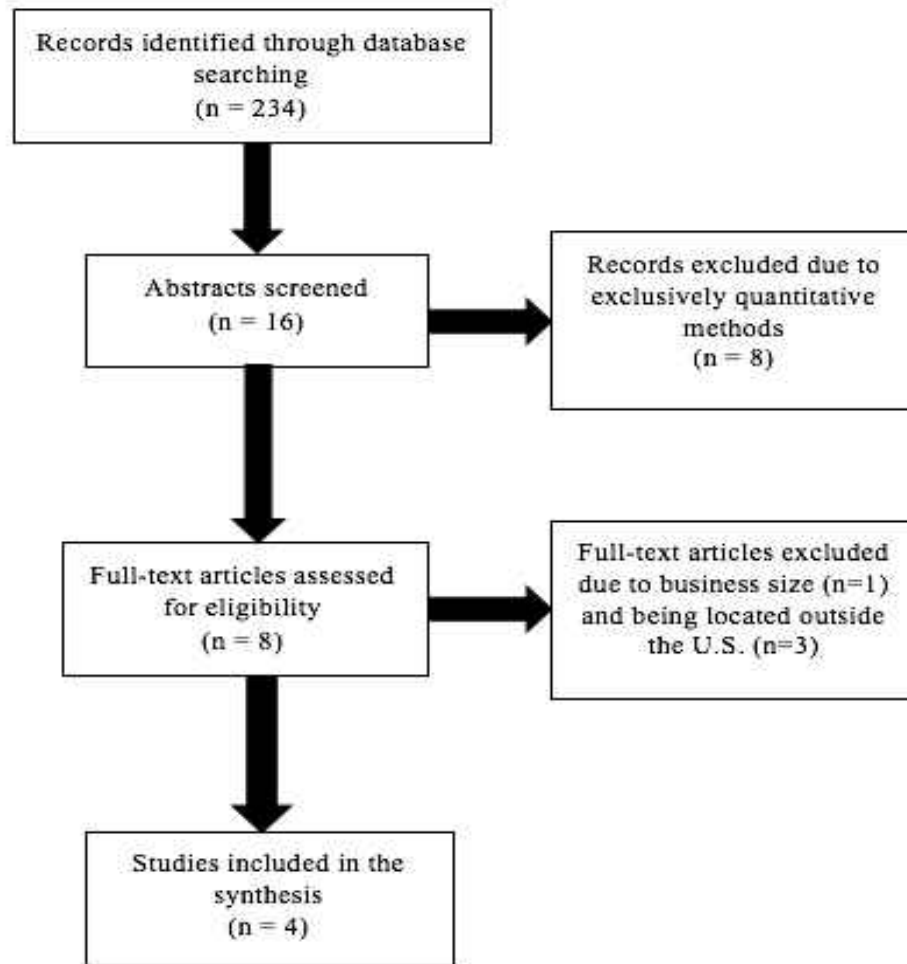 Records identified through database
searching
(n = 234)
Abstracts screened
(n = 16)
Records excluded due to
exclusively quantitative
methods
(n = 8)
Full-text articles assessed
for eligibility
(n = 8)
Full-text articles excluded
due to business size (n=1)
and being located outside
the U.S. (n=3)
Studies included in the
synthesis
(n = 4)